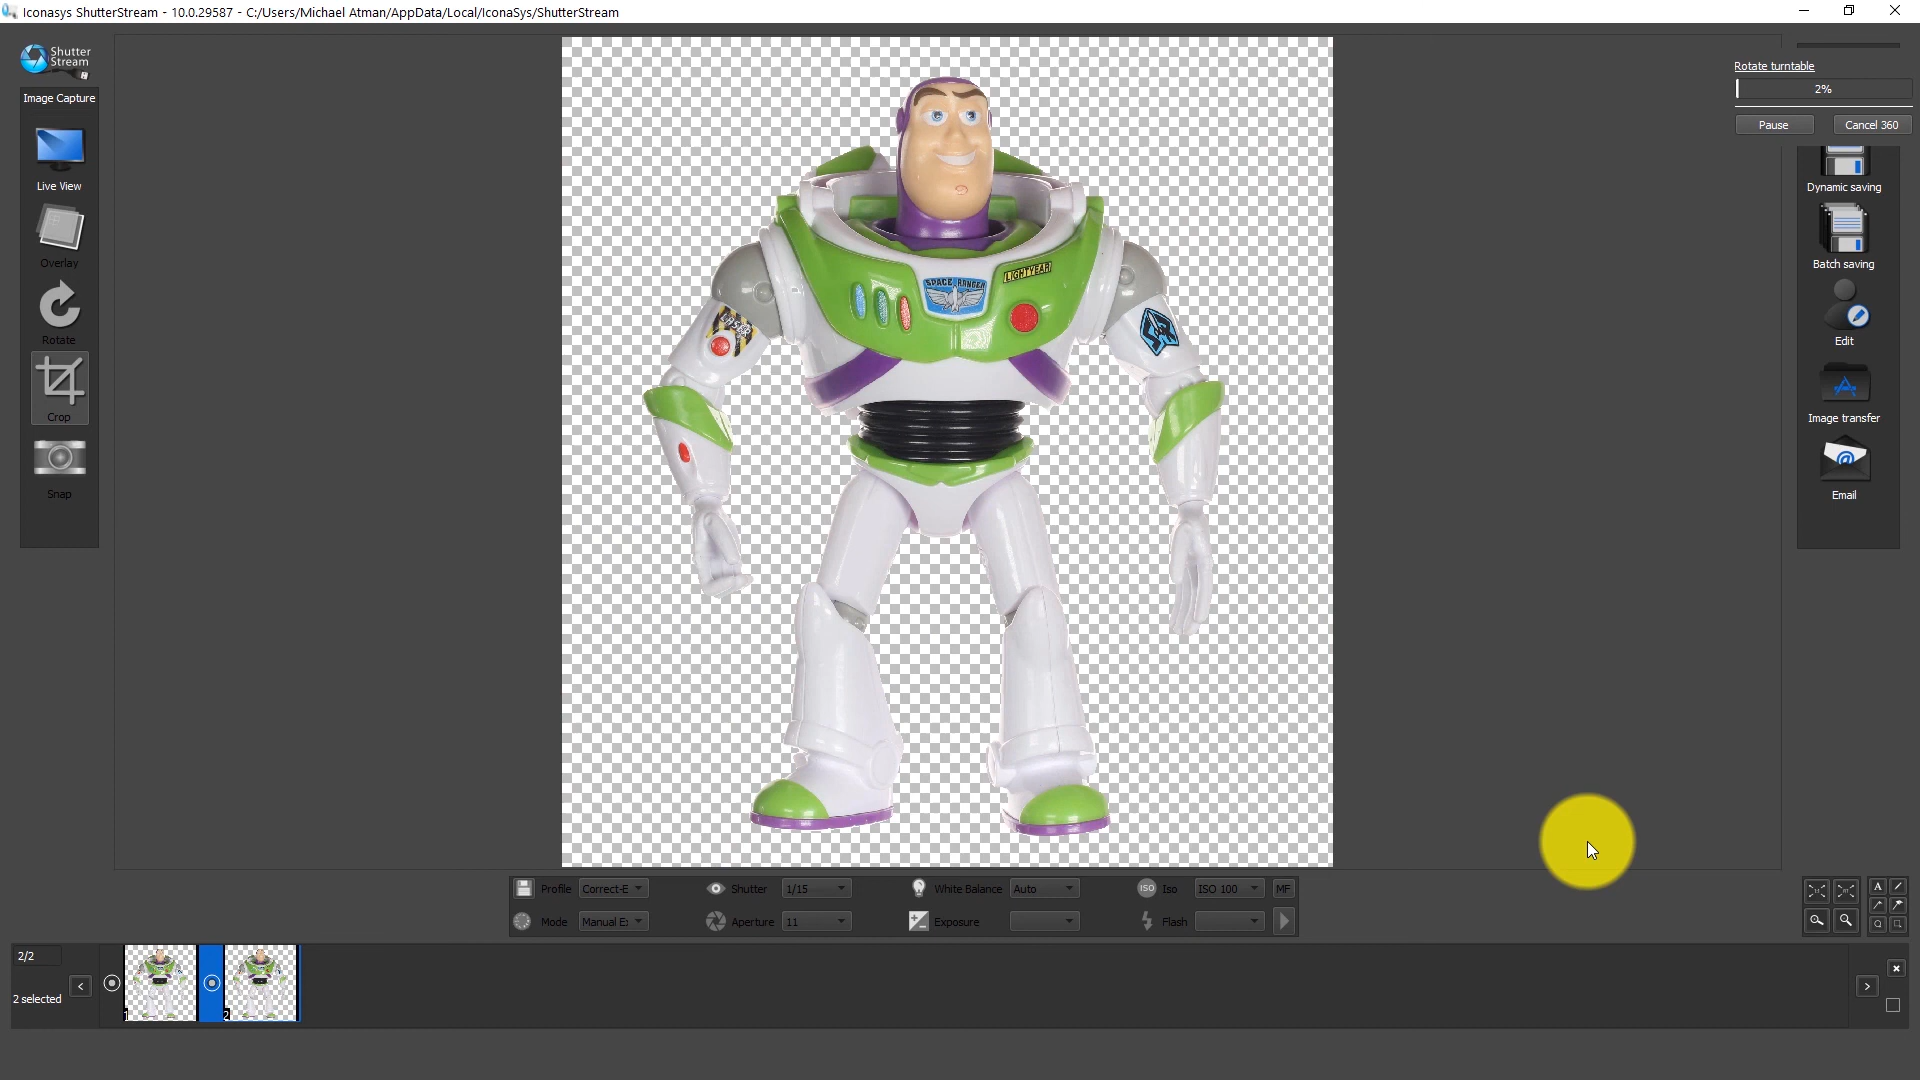 Iconasys ShutterStream - 10.0.29587 - C:/Users/Michael Atman/AppData/Local/IconaSys/ShutterStream
Shutter
Stream
Image Capture
Live View
Overlay
Rotate
Crop
Snap
Rotate turntable
2%
Pause
Cancel 360
Dynamic saving
Batch saving
Edit
Image transfer
Email
SPACE RANGER
LIGHTYEAR
LASER
Profile
Correct-E
Shutter
1/15
White Balance
Auto
ISO
Iso
ISO 100
MF
Mode
Manual E
Aperture
11
Exposure
Flash
A
2/2
2 selected
1
2